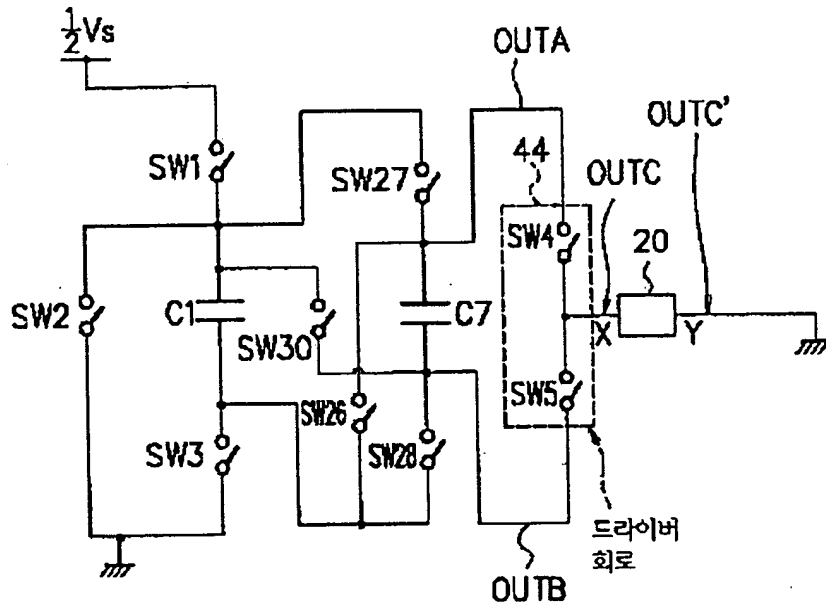 ½Vs
OUTA
OUTC'
44
OUTC
SW1
SW27
SW4
20
SW2
C1
SW30
C7
X
Y
SW26
SW5
SW3
SW28
드라이버
회로
OUTB